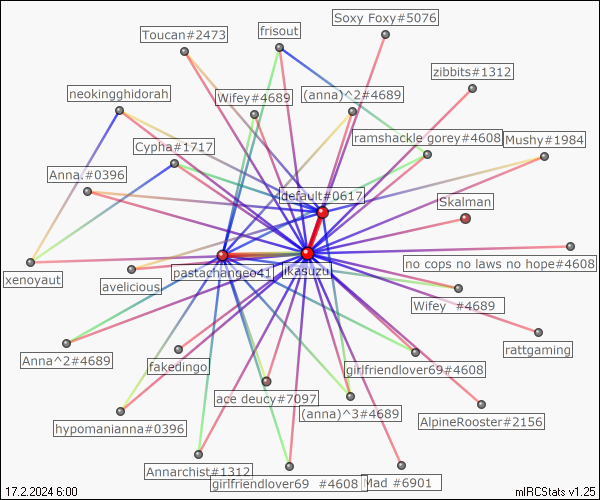 Soxy Foxy#5076
Toucan#2473
frisout
zibbits#1312
neokingghidorah
Wifey#4689
(anna)^2#4689
Cypha#1717
ramshackle gorey#4608
Mushy#1984
Anna.#0396
default#0617
Skalman
pastachangeo41
ikasuzu
no cops no laws no hope#4608
xenoyaut
avelicious
Wifey #4689
rattgaming
Anna^2#4689
fakedingo
girlfriendlover69#4608
ace deucy#7097
(anna)^3#4689
AlpineRooster#2156
hypomanianna#0396
Annarchist#1312
girlfriendlover69 #4608
Mad #6901
17.2.2024 6:00
mIRCStats v1.25